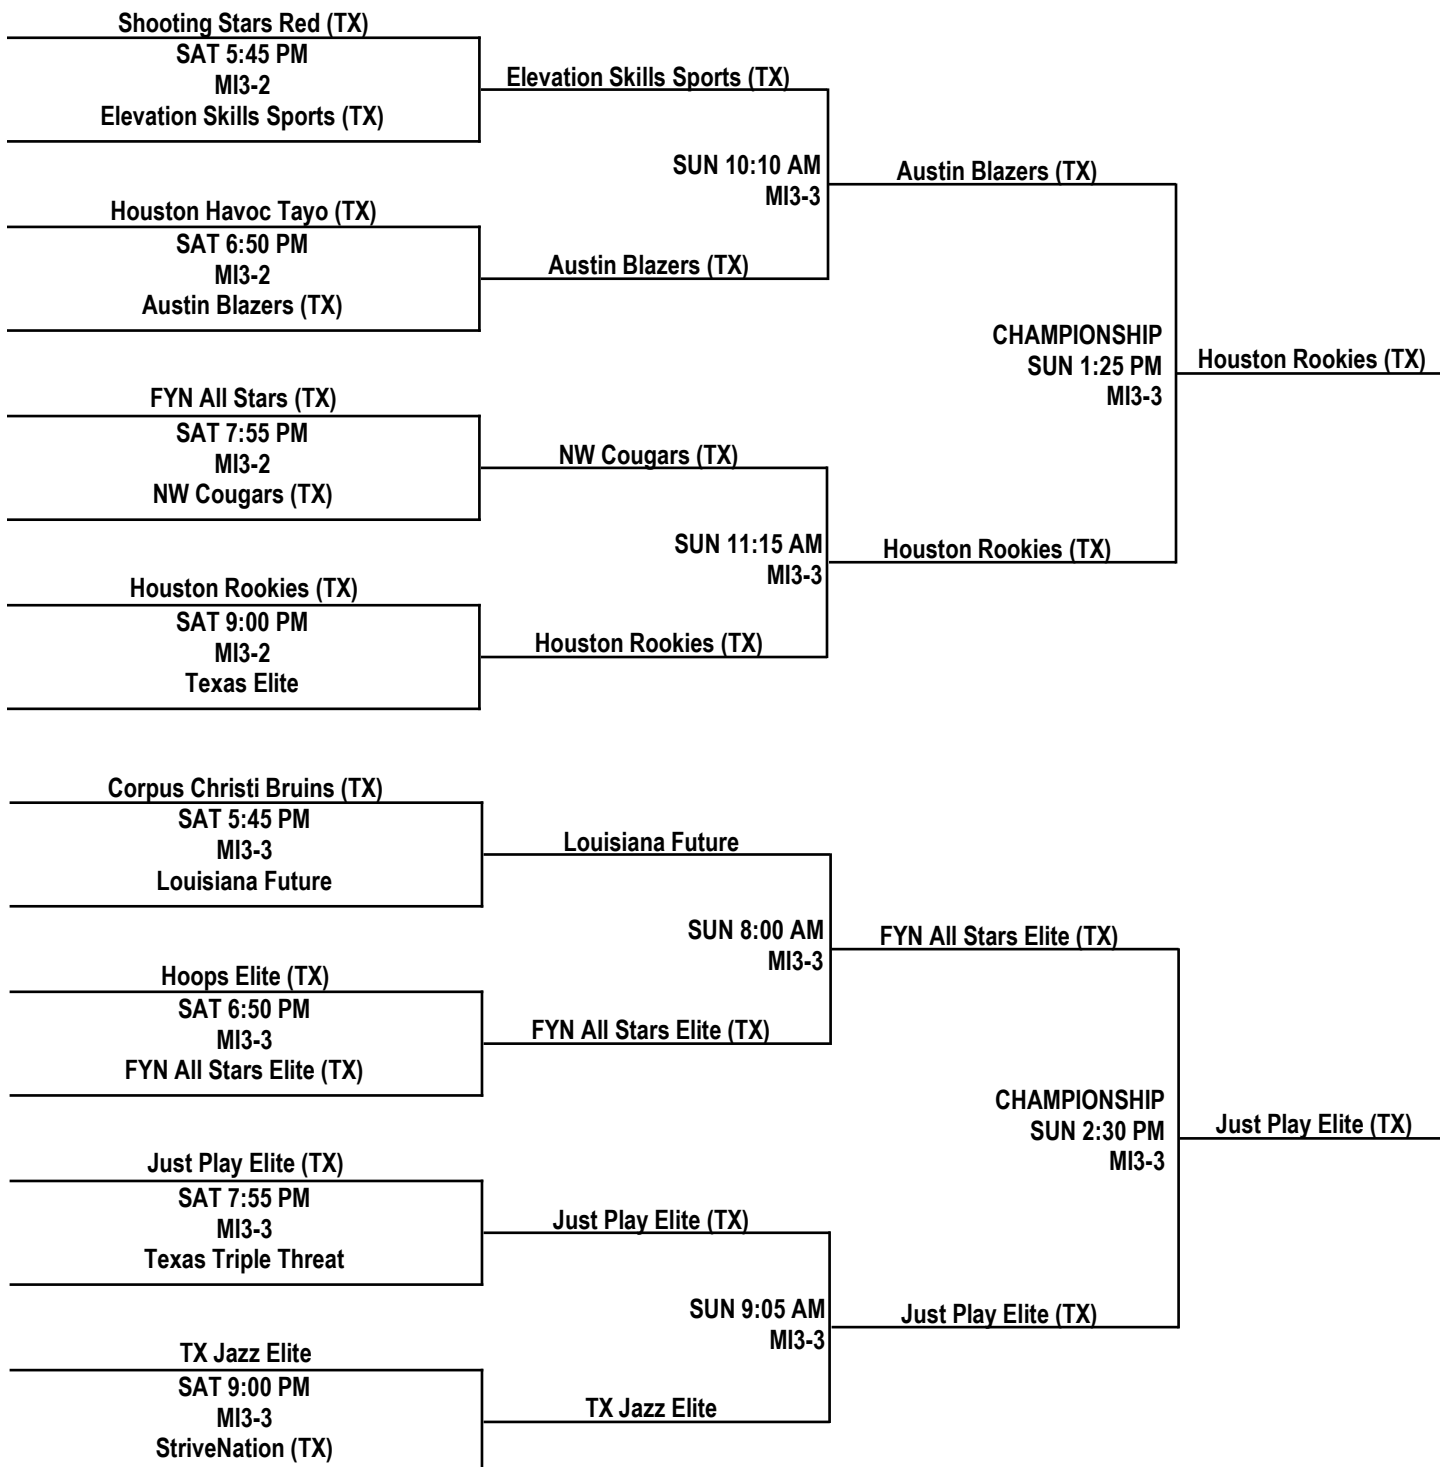 Shooting Stars Red (TX)
SAT 5:45 PM
MI3-2
Elevation Skills Sports (TX)
Elevation Skills Sports (TX)
SUN 10:10 AM
MI3-3
Austin Blazers (TX)
Houston Havoc Tayo (TX)
SAT 6:50 PM
MI3-2
Austin Blazers (TX)
Austin Blazers (TX)
CHAMPIONSHIP
SUN 1:25 PM
MI3-3
Houston Rookies (TX)
FYN All Stars (TX)
SAT 7:55 PM
MI3-2
NW Cougars (TX)
NW Cougars (TX)
SUN 11:15 AM
MI3-3
Houston Rookies (TX)
Houston Rookies (TX)
SAT 9:00 PM
MI3-2
Texas Elite
Houston Rookies (TX)
Corpus Christi Bruins (TX)
SAT 5:45 PM
MI3-3
Louisiana Future
Louisiana Future
SUN 8:00 AM
MI3-3
FYN All Stars Elite (TX)
Hoops Elite (TX)
SAT 6:50 PM
MI3-3
FYN All Stars Elite (TX)
FYN All Stars Elite (TX)
CHAMPIONSHIP
SUN 2:30 PM
MI3-3
Just Play Elite (TX)
Just Play Elite (TX)
SAT 7:55 PM
MI3-3
Texas Triple Threat
Just Play Elite (TX)
SUN 9:05 AM
MI3-3
Just Play Elite (TX)
TX Jazz Elite
SAT 9:00 PM
MI3-3
StriveNation (TX)
TX Jazz Elite